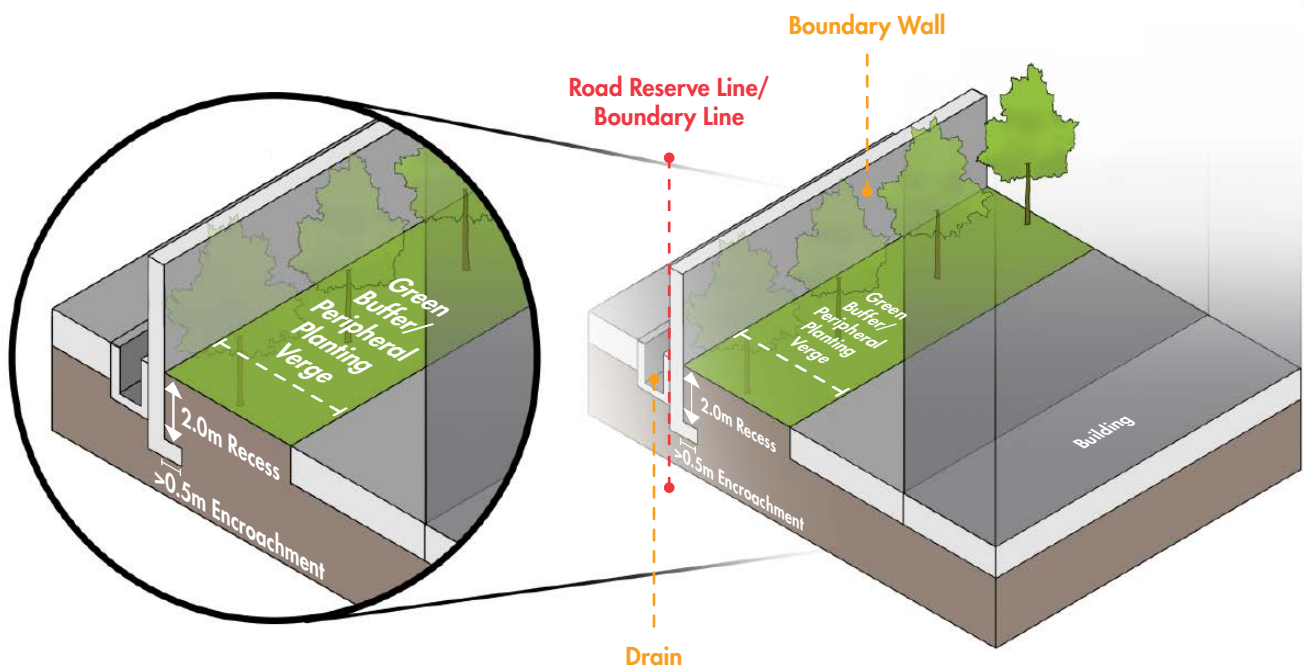 Boundary Wall
Road Reserve Line/
Boundary Line
Green
Buffer/
Peripheral
Planting
Verge
2.0m Recess
>0.5m Encroachment
Green
Buffer/
Peripheral
Planting
Verge
2.0m Recess
>0.5m Encroachment
Building
Drain